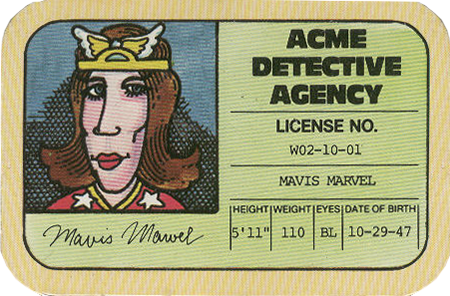 ACME
DETECTIVE
AGENCY
LICENSE NO.
W02-10-01
MAVIS MARVEL
HEIGHT WEIGHT EYES DATE OF BIRTH
5'11" 110 BL 10-29-47
Mavis Marvel